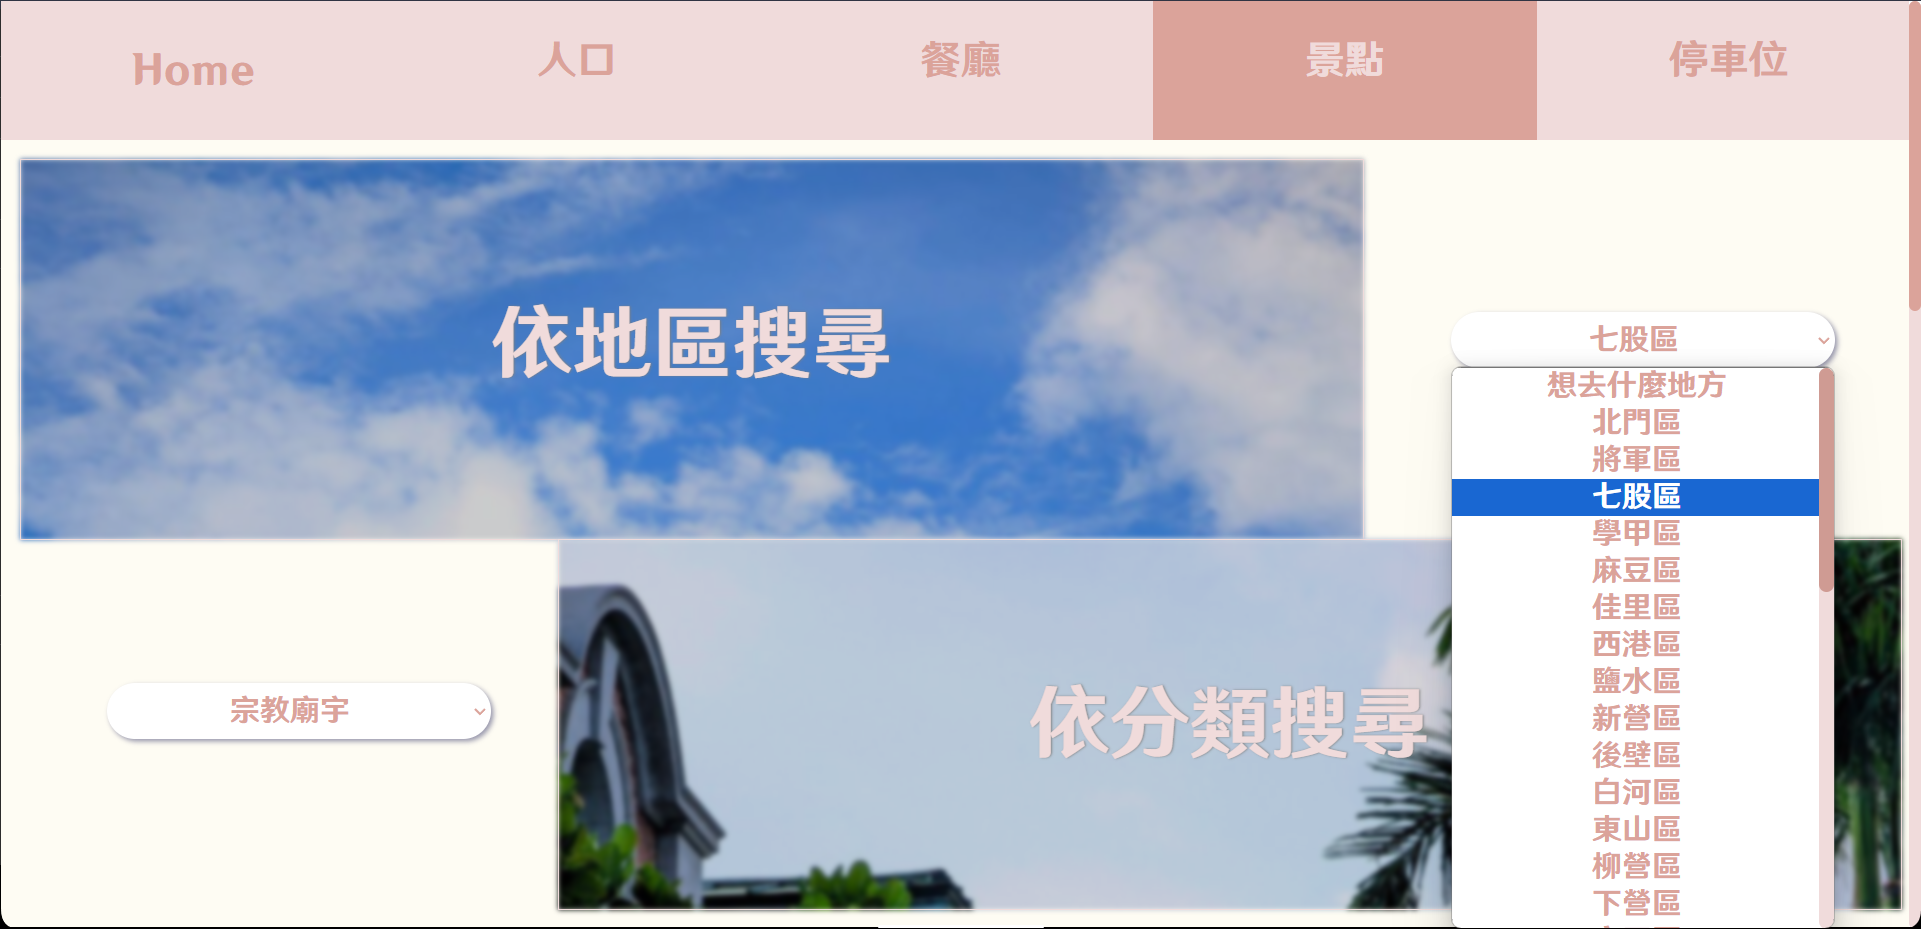 Home
人口
餐廳
景點
停車位
依地區搜尋
七股區
想去什麼地方
北門區
將軍區
七股區
學甲區
麻豆區
佳里區
西港區
鹽水區
新營區
後壁區
白河區
東山區
柳營區
下營區
宗教廟宇
依分類搜尋